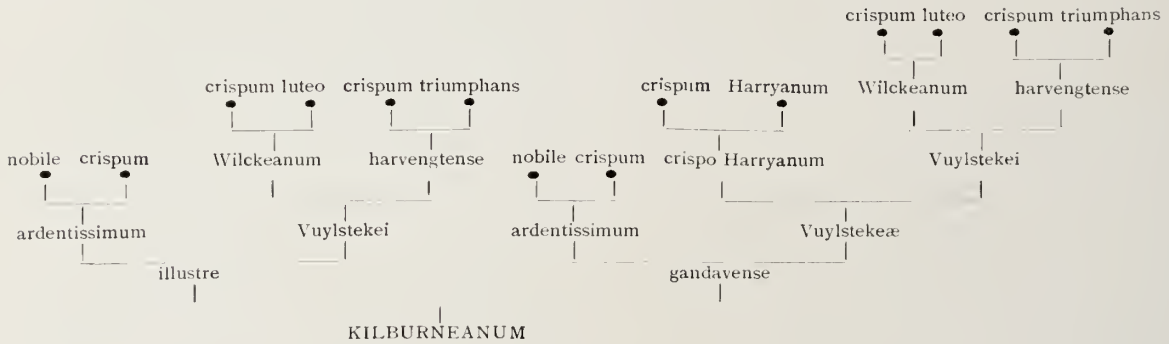 crispum luteo crispum triumphans
crispum luteo crispum triumphans crispum Harryanum Wilckeanum harvengtense
nobile crispum Wilckeanum harvengtense nobile crispum crispo Harryanum Vuylstekei
ardentissimum Vuylstekei ardentissimum Vuylstekeæ
illustre gandavense
KILBURNEANUM